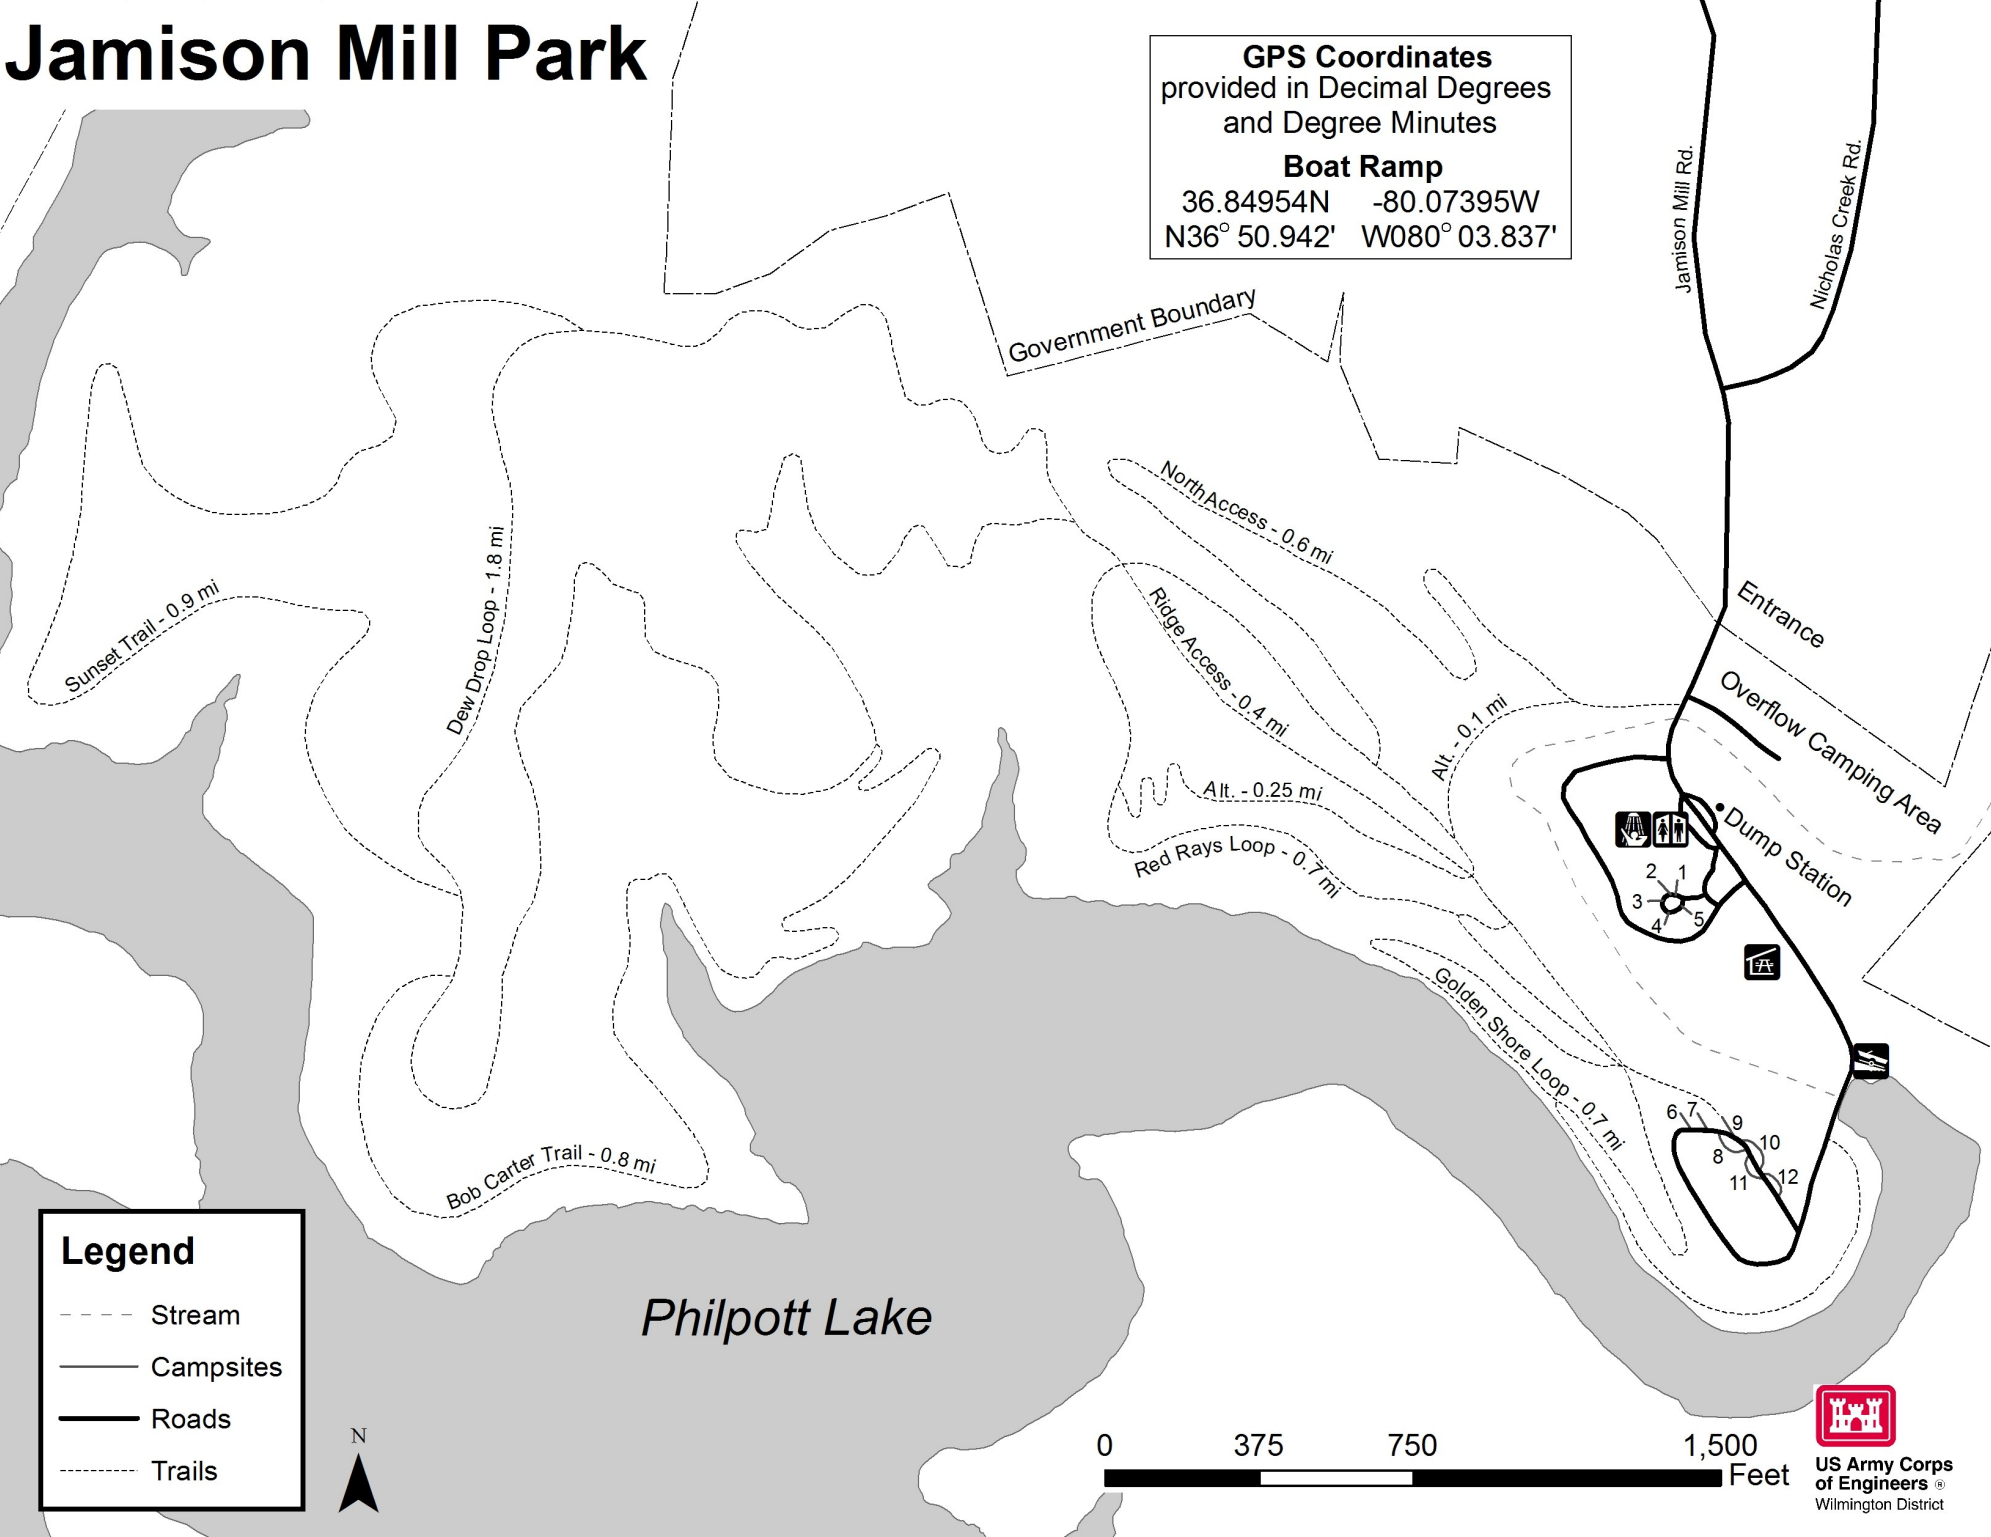 Jamison Mill Park
GPS Coordinates
provided in Decimal Degrees
and Degree Minutes
Boat Ramp
36.84954N -80.07395W
N36° 50.942' W080° 03.837'
Jamison Mill Rd.
Nicholas Creek Rd.
Government Boundary
North Access - 0.6 mi
Ridge Access - 0.4 mi
Dew Drop Loop - 1.8 mi
Sunset Trail - 0.9 mi
Entrance
Overflow Camping Area
Alt. - 0.1 mi
Alt. - 0.25 mi
Dump Station
Red Rays Loop - 0.7 mi
2
1
3
4
5
Golden Shore Loop - 0.7 mi
6
7
9
10
8
11
12
Bob Carter Trail - 0.8 mi
Philpott Lake
Legend
Stream
Campsites
Roads
Trails
N
0 375 750 1,500
Feet
US Army Corps
of Engineers ®
Wilmington District